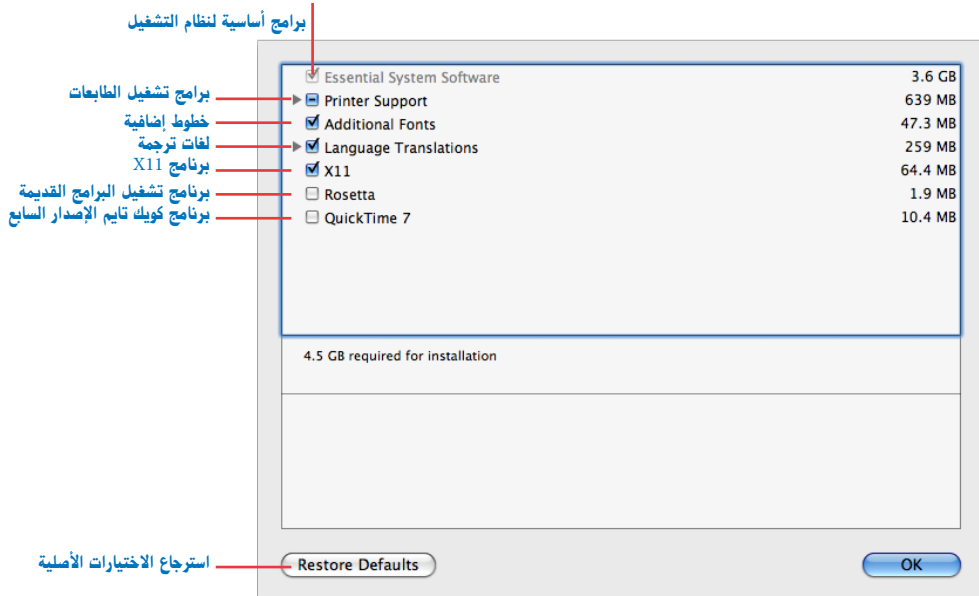 برامج أساسية لنظام التشغيل
Essential System Software 3.6 GB
برامج تشغيل الطابعات Printer Support 639 MB
خطوط إضافية Additional Fonts 47.3 MB
لغات ترجمة Language Translations 259 MB
برنامج X11 X11 64.4 MB
برنامج تشغيل البرامج القديمة Rosetta 1.9 MB
برنامج كويك تايم الإصدار السابع QuickTime 7 10.4 MB
4.5 GB required for installation
استرجاع الاختيارات الأصلية Restore Defaults OK